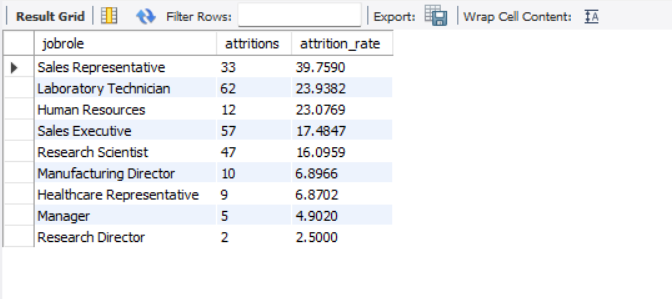 Result Grid Filter Rows: Export: Wrap Cell Content:
jobrole attritions attrition_rate
Sales Representative 33 39.7590
Laboratory Technician 62 23.9382
Human Resources 12 23.0769
Sales Executive 57 17.4847
Research Scientist 47 16.0959
Manufacturing Director 10 6.8966
Healthcare Representative 9 6.8702
Manager 5 4.9020
Research Director 2 2.5000